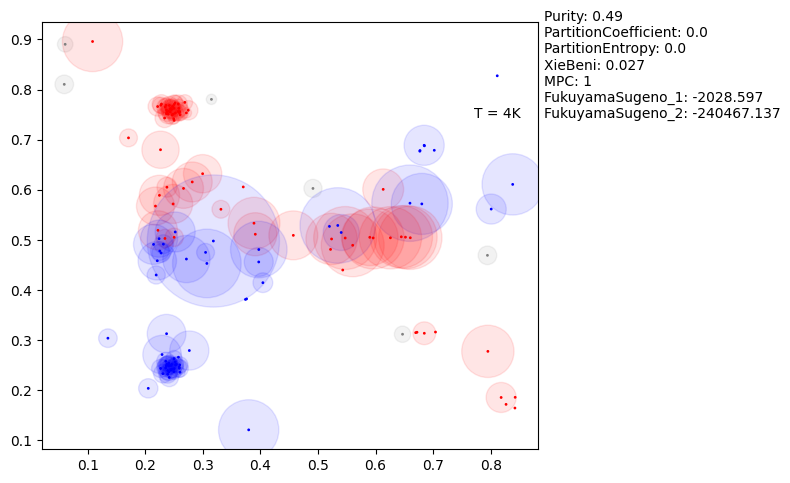 Purity: 0.49
PartitionCoefficient: 0.0
PartitionEntropy: 0.0
XieBeni: 0.027
MPC: 1
FukuyamaSugeno_1: -2028.597
FukuyamaSugeno_2: -240467.137
T = 4K
0.9
0.8
0.7
0.6
0.5
0.4
0.3
0.2
0.1
0.1 0.2 0.3 0.4 0.5 0.6 0.7 0.8